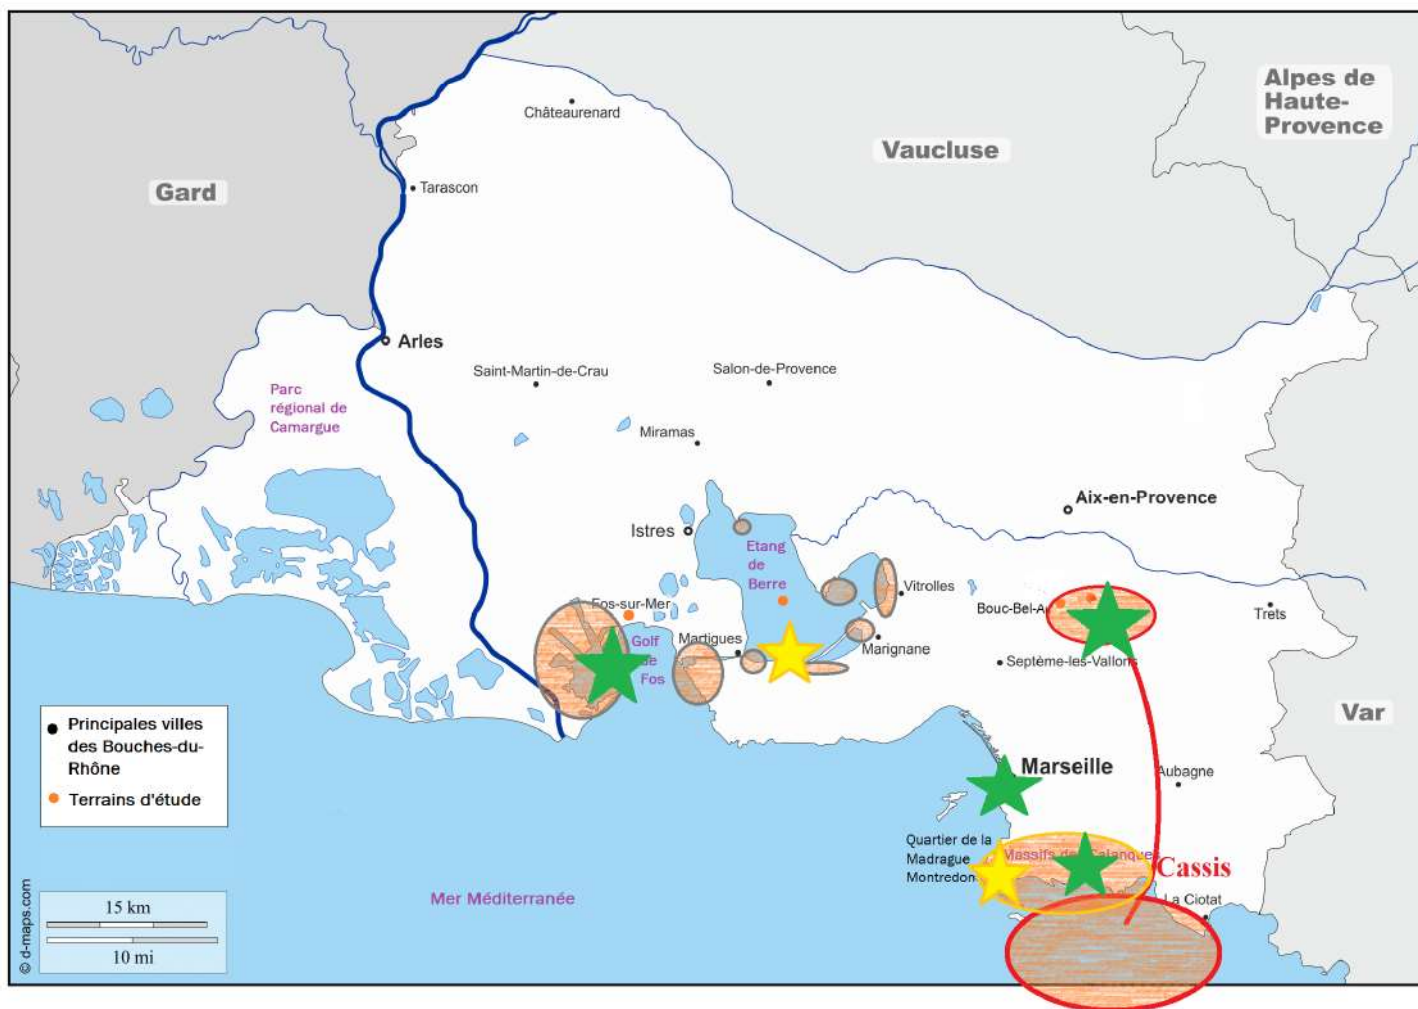 Alpes de
Haute-
Provence
Châteaurenard
Vaucluse
Gard
Tarascon
Arles
Saint-Martin-de-Crau
Salon-de-Provence
Parc
régional de
Camargue
Miramas
Aix-en-Provence
Istres
Etang
de
Berre
Vitrolles
Fos-sur-Mer
Bouc-Bel-A
Trets
Golf
de
Fos
Martigues
Marignane
Septème-les-Vallons
Var
Principales villes
des Bouches-du-
Rhône
Terrains d'étude
Marseille
Aubagne
Quartier de la
Madrague
Montredon
Massifs des Calanques
Cassis
La Ciotat
Mer Méditerranée
15 km
10 mi
© d-maps.com